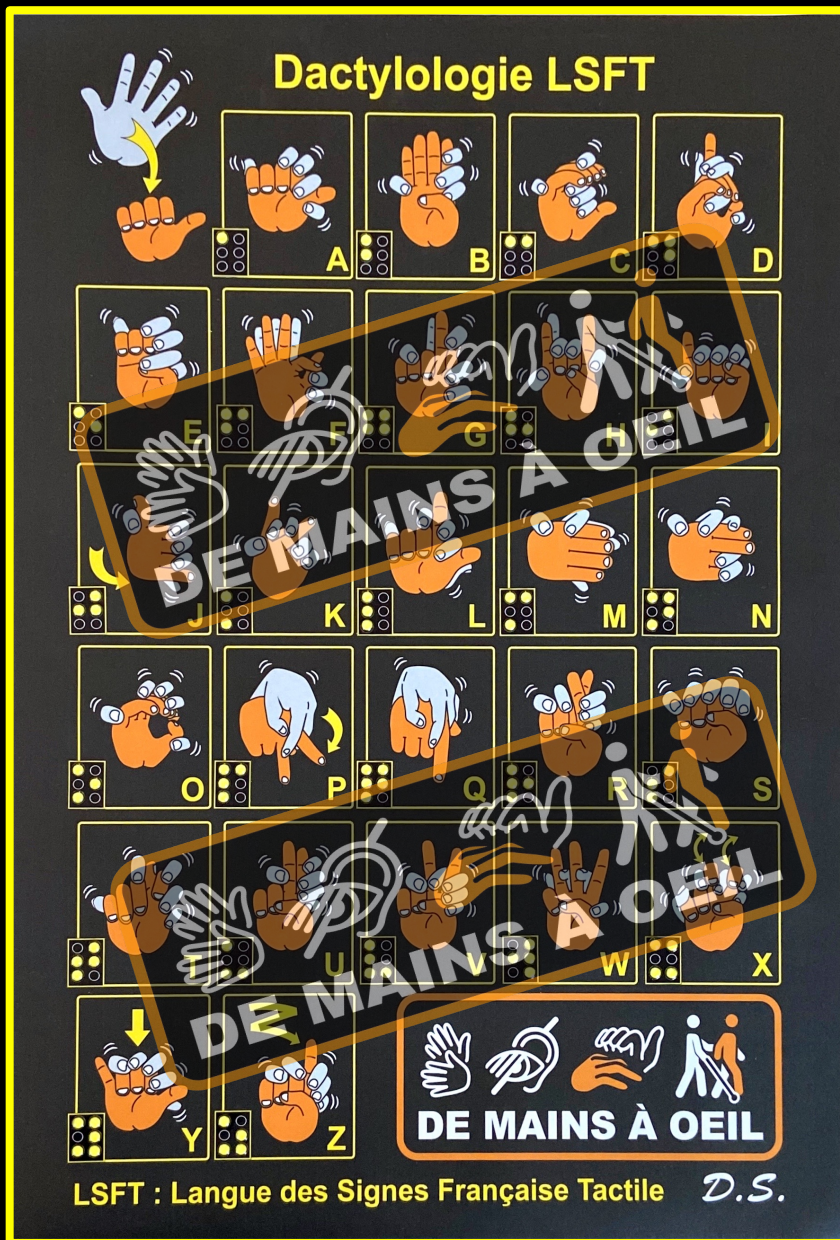 Dactylologie LSFT
A
B
C
D
E
F
G
H
I
DE MAINS À OEIL
J
K
L
M
N
O
P
Q
R
S
DE MAINS À OEIL
T
U
V
W
X
Y
Z
DE MAINS À OEIL
LSFT : Langue des Signes Française Tactile
D.S.